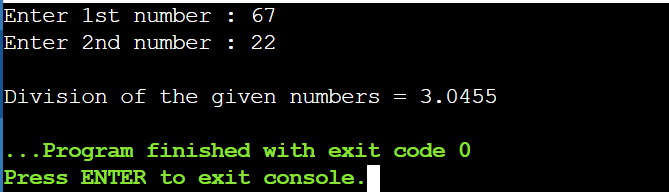 Enter 1st number : 67
Enter 2nd number : 22
Division of the given numbers = 3.0455
...Program finished with exit code 0
Press ENTER to exit console.